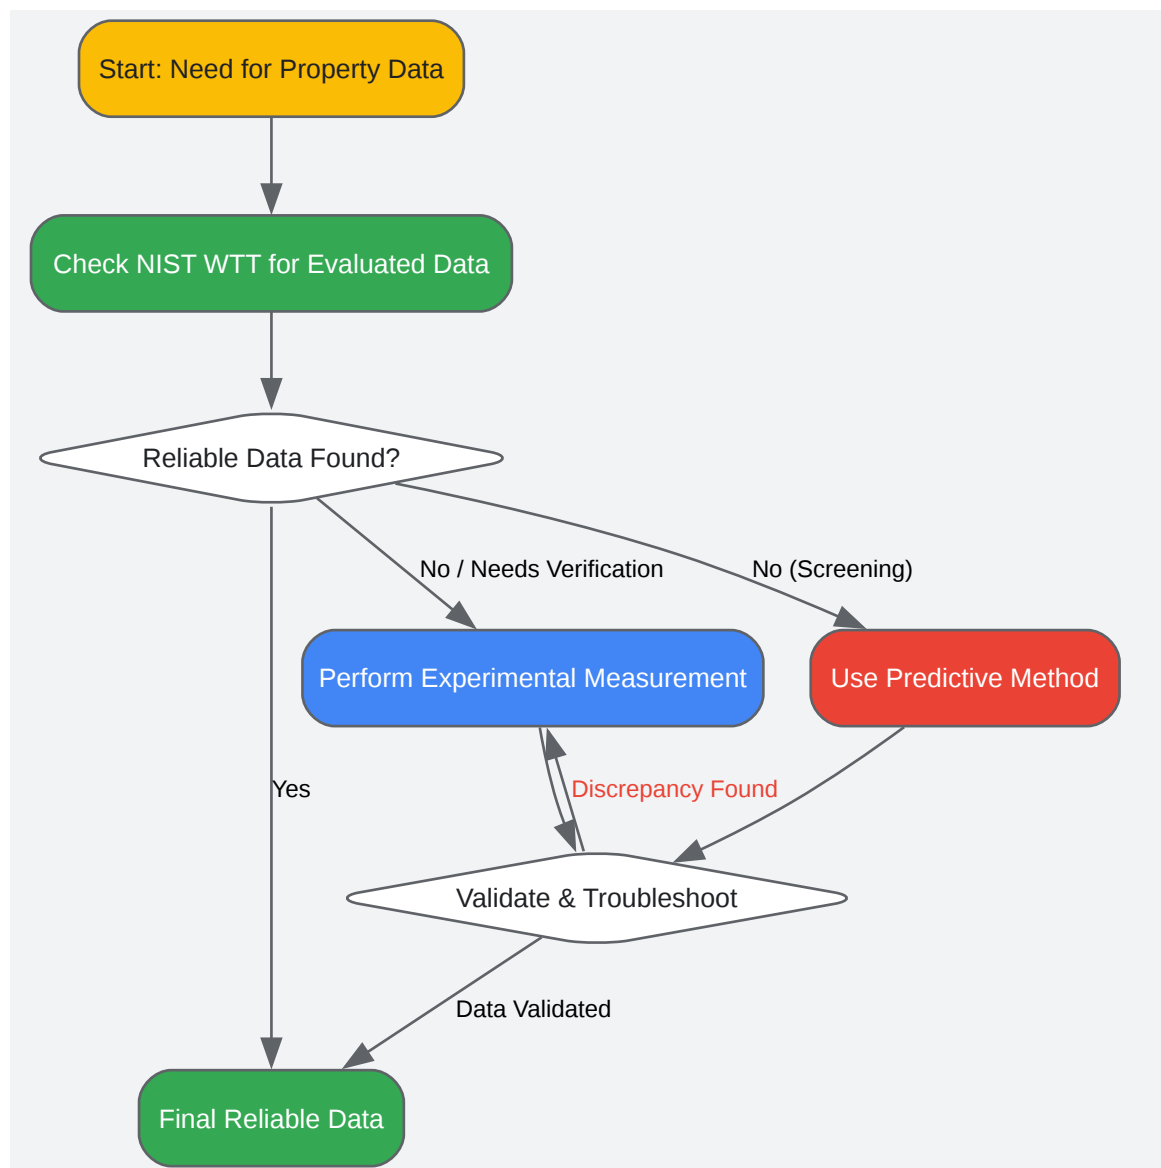 Start: Need for Property Data
Check NIST WTT for Evaluated Data
Reliable Data Found?
No / Needs Verification
No (Screening)
Perform Experimental Measurement
Use Predictive Method
Yes
Discrepancy Found
Validate & Troubleshoot
Data Validated
Final Reliable Data